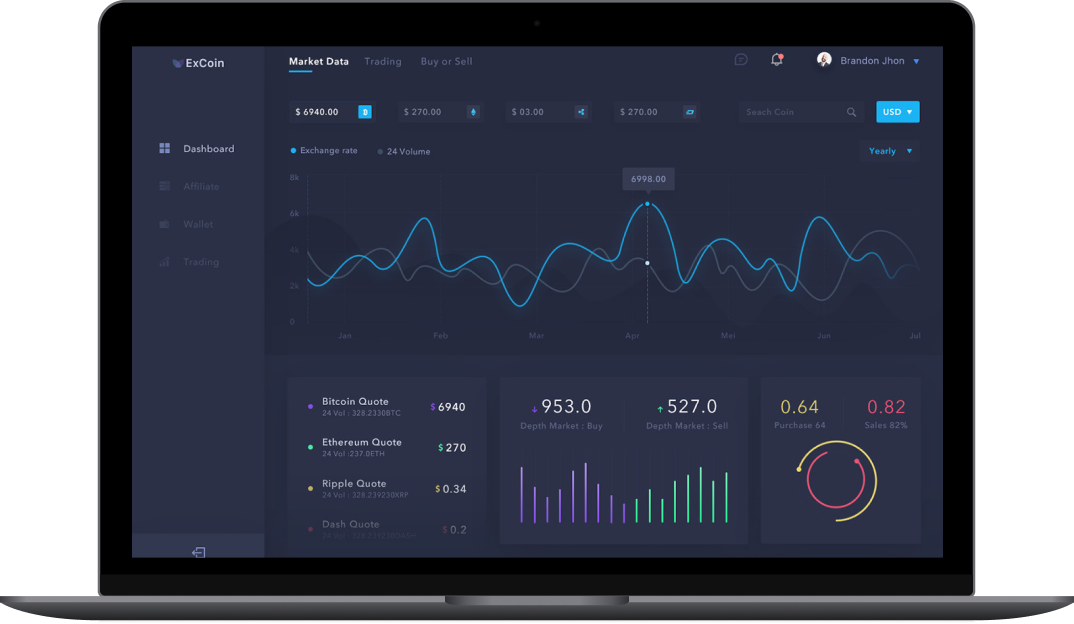 ExCoin
Market Data Trading Buy or Sell
Brandon Jhon
$ 6940.00 $ 270.00 $ 03.00 $ 270.00 Seach Coin USD
Dashboard
Affiliate
Wallet
Trading
Exchange rate 24 Volume Yearly
6998.00
8k
6k
4k
2k
0
Jan Feb Mar Apr Mei Jun Jul
Bitcoin Quote $ 6940
24 Vol : 328.2330BTC
Ethereum Quote $ 270
24 Vol :237.0ETH
Ripple Quote $ 0.34
24 Vol : 328.239230XRP
Dash Quote $ 0.2
953.0 527.0
Depth Market : Buy Depth Market : Sell
0.64 0.82
Purchase 64 Sales 82%